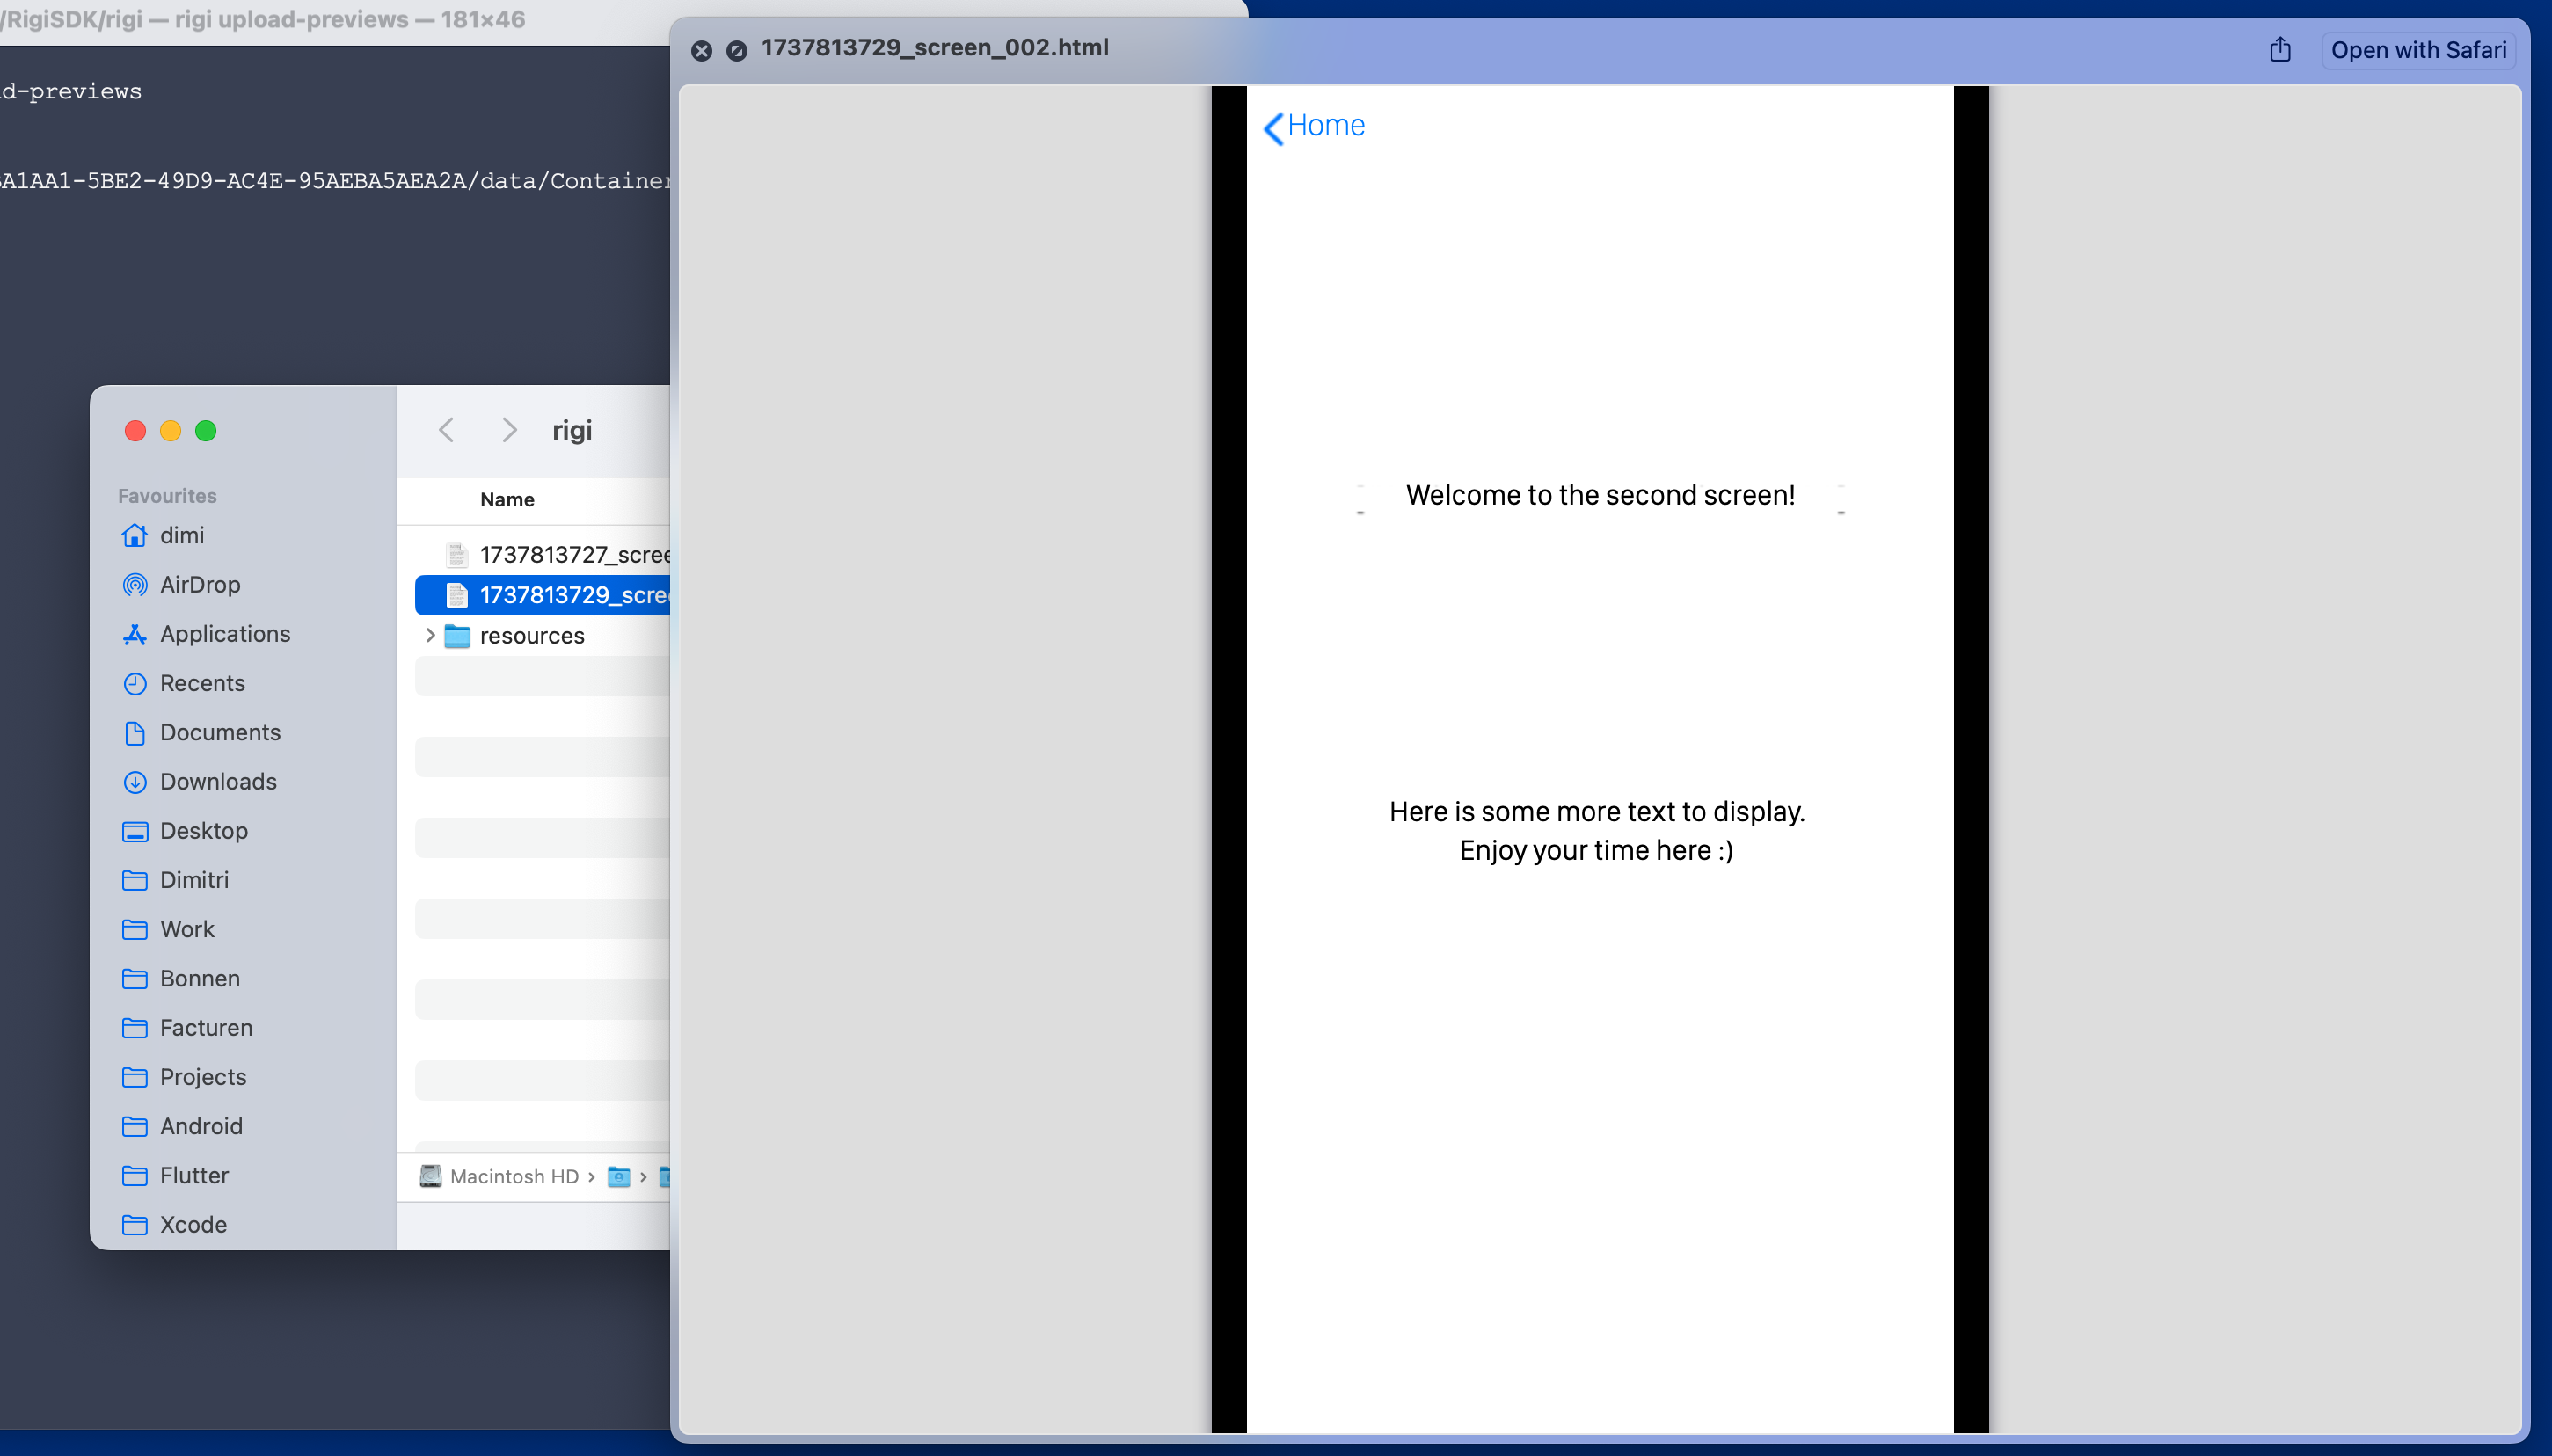 /RigiSDK/rigi — rigi upload-previews — 181×46
d-previews
A1AA1-5BE2-49D9-AC4E-95AEBA5AEA2A/data/Container
rigi
Favourites
dimi
AirDrop
Applications
Recents
Documents
Downloads
Desktop
Dimitri
Work
Bonnen
Facturen
Projects
Android
Flutter
Xcode
Name
1737813727_scree
1737813729_scre
resources
Macintosh HD
1737813729_screen_002.html
Open with Safari
Home
Welcome to the second screen!
Here is some more text to display.
Enjoy your time here :)